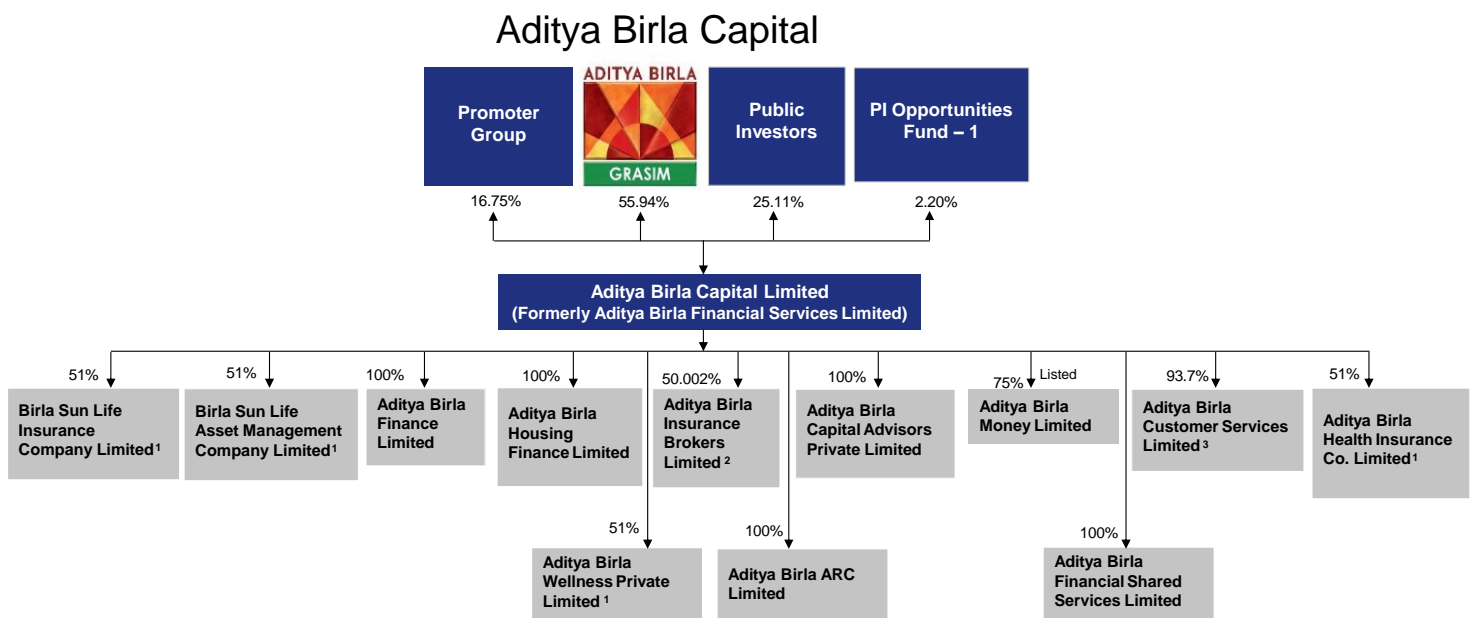 Aditya Birla Capital
Promoter
Group
ADITYA BIRLA
GRASIM
Public
Investors
PI Opportunities
Fund – 1
16.75%
55.94%
25.11%
2.20%
Aditya Birla Capital Limited
(Formerly Aditya Birla Financial Services Limited)
51%
Birla Sun Life
Insurance
Company Limited¹
51%
Birla Sun Life
Asset Management
Company Limited¹
100%
Aditya Birla
Finance
Limited
100%
Aditya Birla
Housing
Finance Limited
50.002%
Aditya Birla
Insurance
Brokers
Limited ²
100%
Aditya Birla
Capital Advisors
Private Limited
75% Listed
Aditya Birla
Money Limited
93.7%
Aditya Birla
Customer Services
Limited ³
51%
Aditya Birla
Health Insurance
Co. Limited ¹
51%
Aditya Birla
Wellness Private
Limited ¹
100%
Aditya Birla ARC
Limited
100%
Aditya Birla
Financial Shared
Services Limited